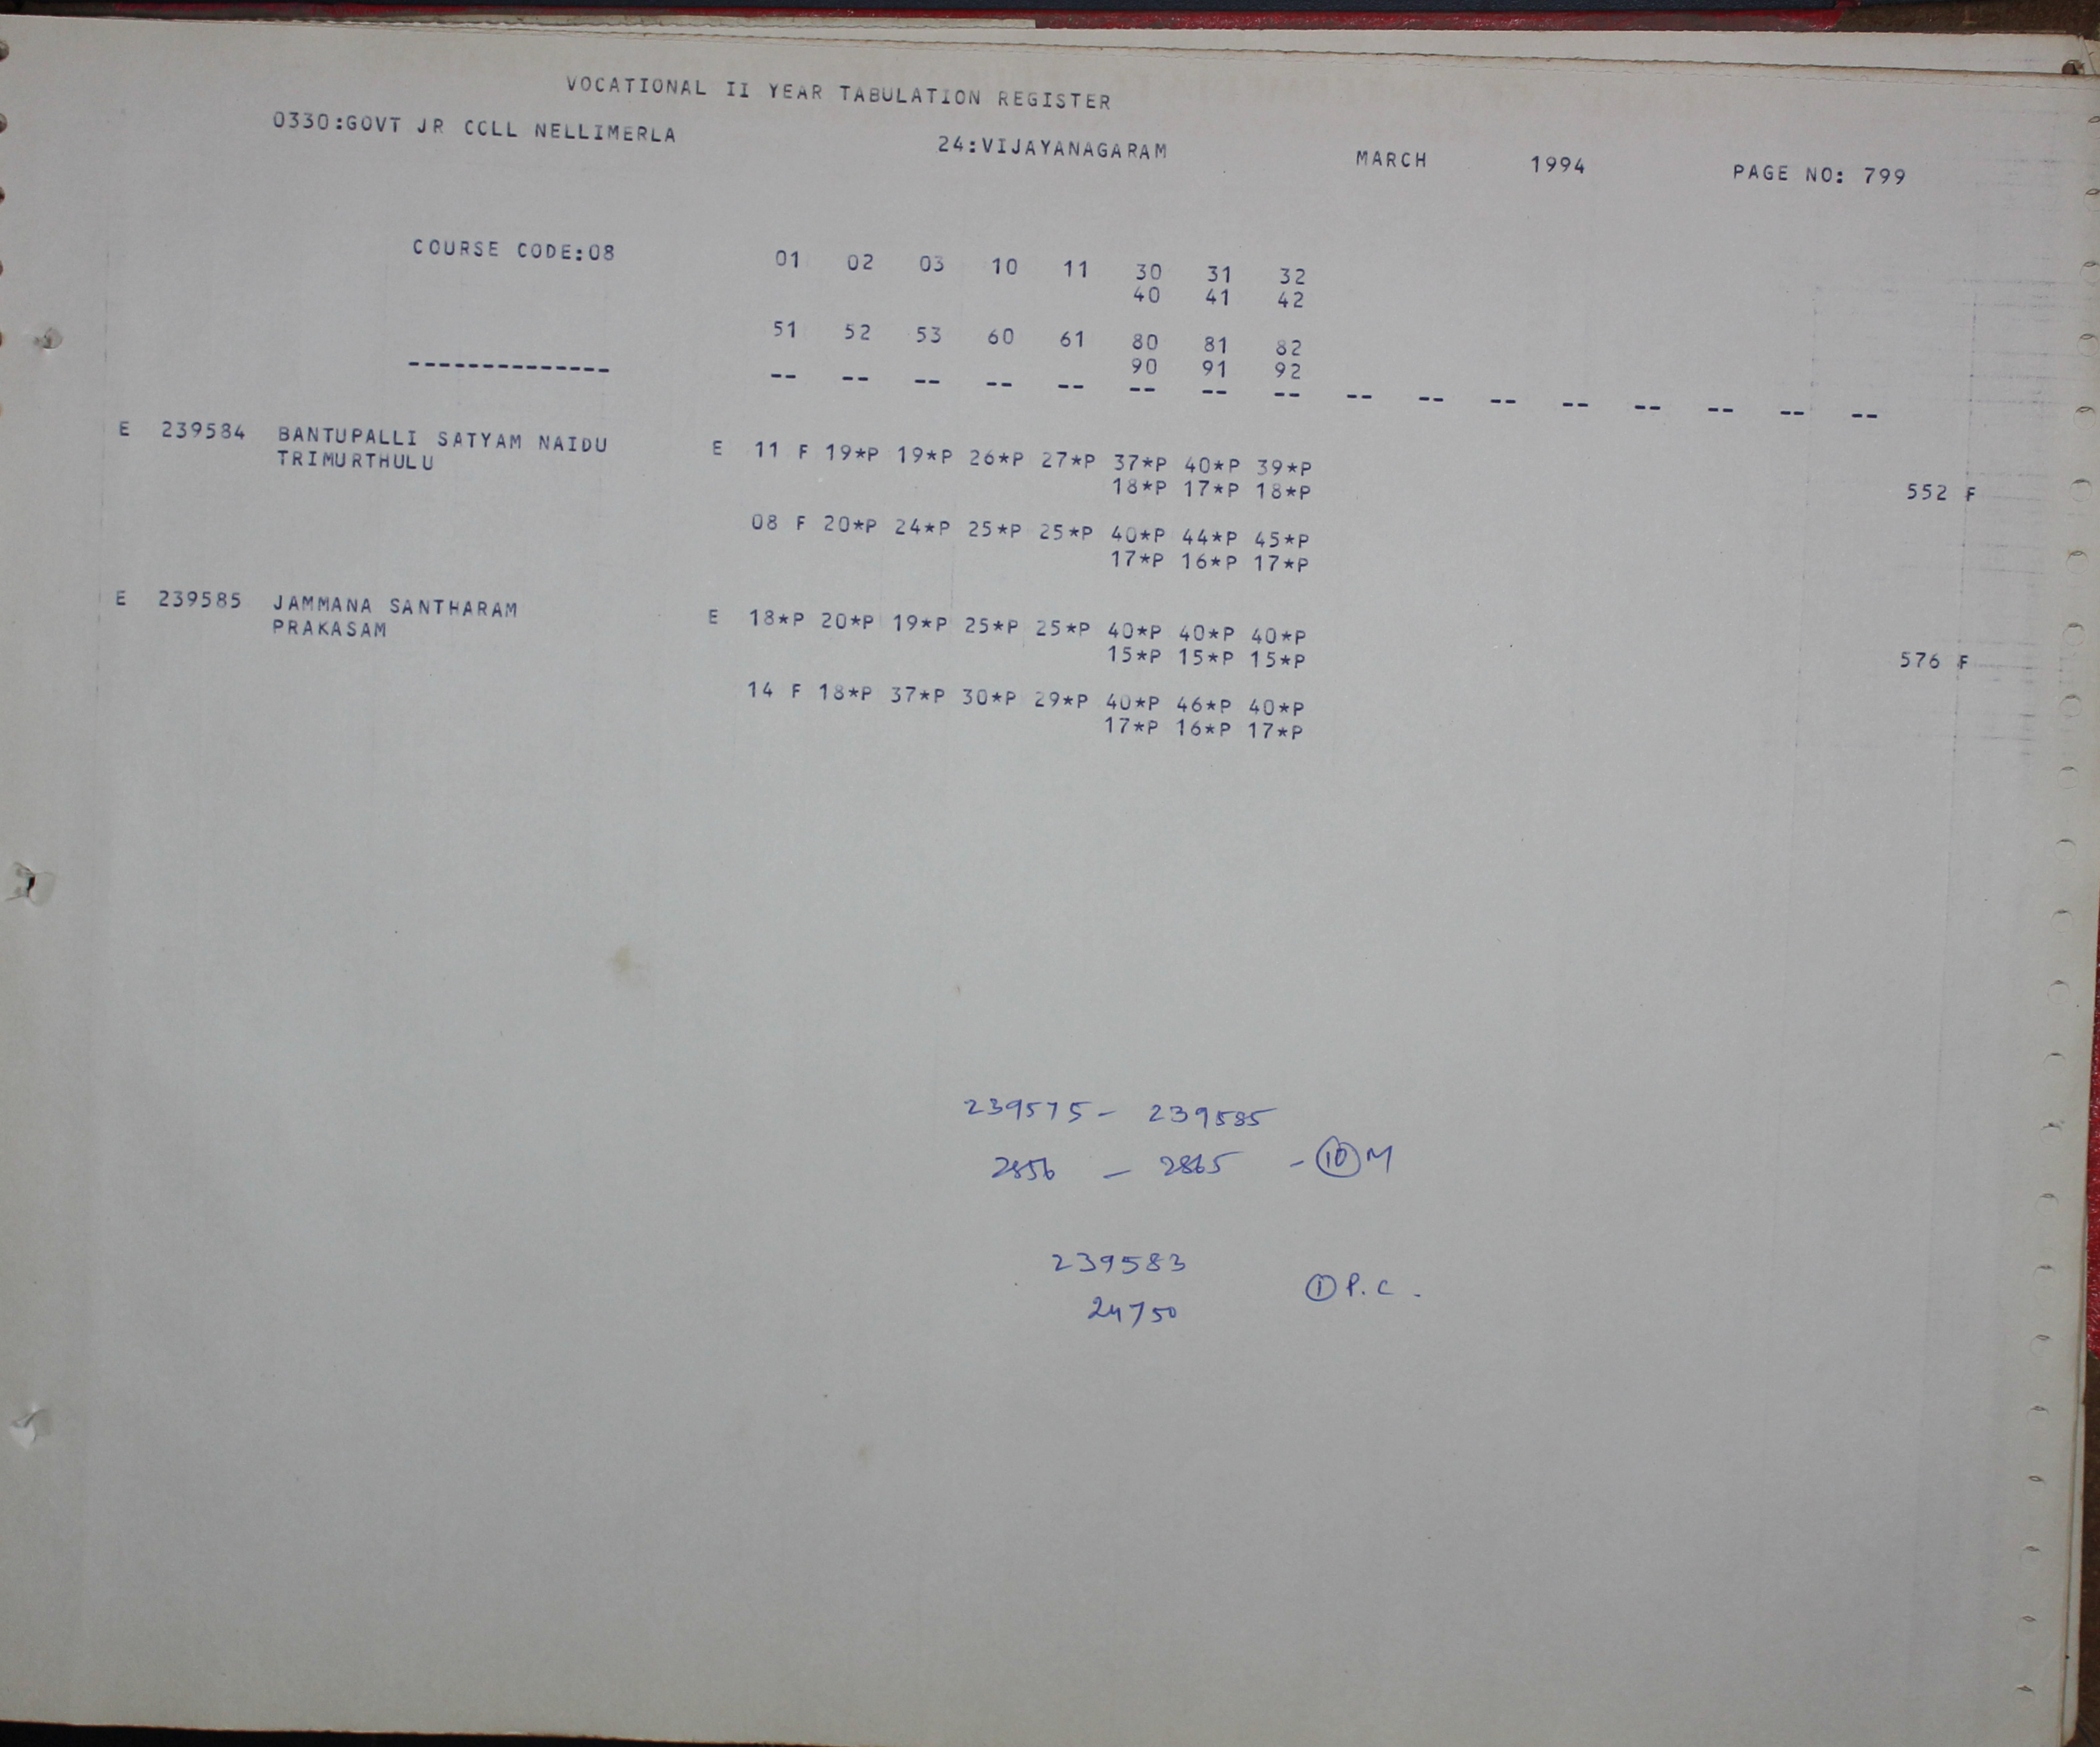 VOCATIONAL II YEAR TABULATION REGISTER
0330:GOVT JR CCLL NELLIMERLA 24:VIJAYANAGARAM MARCH 1994 PAGE NO: 799
COURSE CODE:08 01 02 03 10 11 30 31 32
40 41 42
51 52 53 60 61 80 81 82
90 91 92
-------------- -- -- -- -- -- -- -- -- -- -- -- -- -- -- -- --
E 239584 BANTUPALLI SATYAM NAIDU E 11 F 19*P 19*P 26*P 27*P 37*P 40*P 39*P
TRIMURTHULU 18*P 17*P 18*P 552 F
08 F 20*P 24*P 25*P 25*P 40*P 44*P 45*P
17*P 16*P 17*P
E 239585 JAMMANA SANTHARAM E 18*P 20*P 19*P 25*P 25*P 40*P 40*P 40*P
PRAKASAM 15*P 15*P 15*P 576 F
14 F 18*P 37*P 30*P 29*P 40*P 46*P 40*P
17*P 16*P 17*P
239575 - 239585
2856 - 2865 - 10 M
239583 1 P.C.
24750